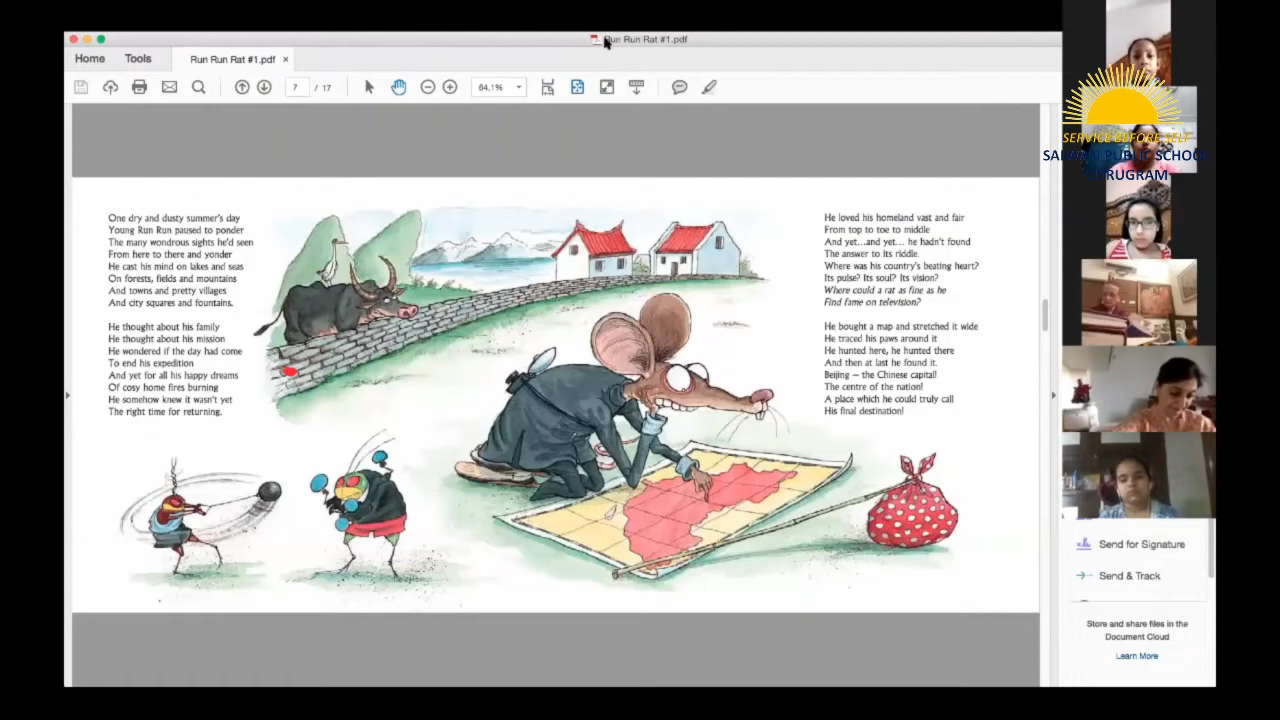 Run Run Rat #1.pdf
Home
Tools
Run Run Rat #1.pdf ×
7 / 17
64.1%
One dry and dusty summer's day
Young Run Run paused to ponder
The many wondrous sights he'd seen
From here to there and yonder
He cast his mind on lakes and seas
On forests, fields and mountains
And towns and pretty villages
And city squares and fountains.
He thought about his family
He thought about his mission
He wondered if the day had come
To end his expedition
And yet for all his happy dreams
Of cosy home fires burning
He somehow knew it wasn't yet
The right time for returning.
He loved his homeland vast and fair
From top to toe to middle
And yet...and yet... he hadn't found
The answer to its riddle.
Where was his country's beating heart?
Its pulse? Its soul? Its vision?
Where could a rat as fine as he
Find fame on television?
He bought a map and stretched it wide
He traced his paws around it
He hunted here, he hunted there
And then at last he found it.
Beijing – the Chinese capital!
The centre of the nation!
A place which he could truly call
His final destination!
SERVICE BEFORE SELF
SALWAN PUBLIC SCHOOL
GURUGRAM
Send for Signature
Send & Track
Store and share files in the
Document Cloud
Learn More